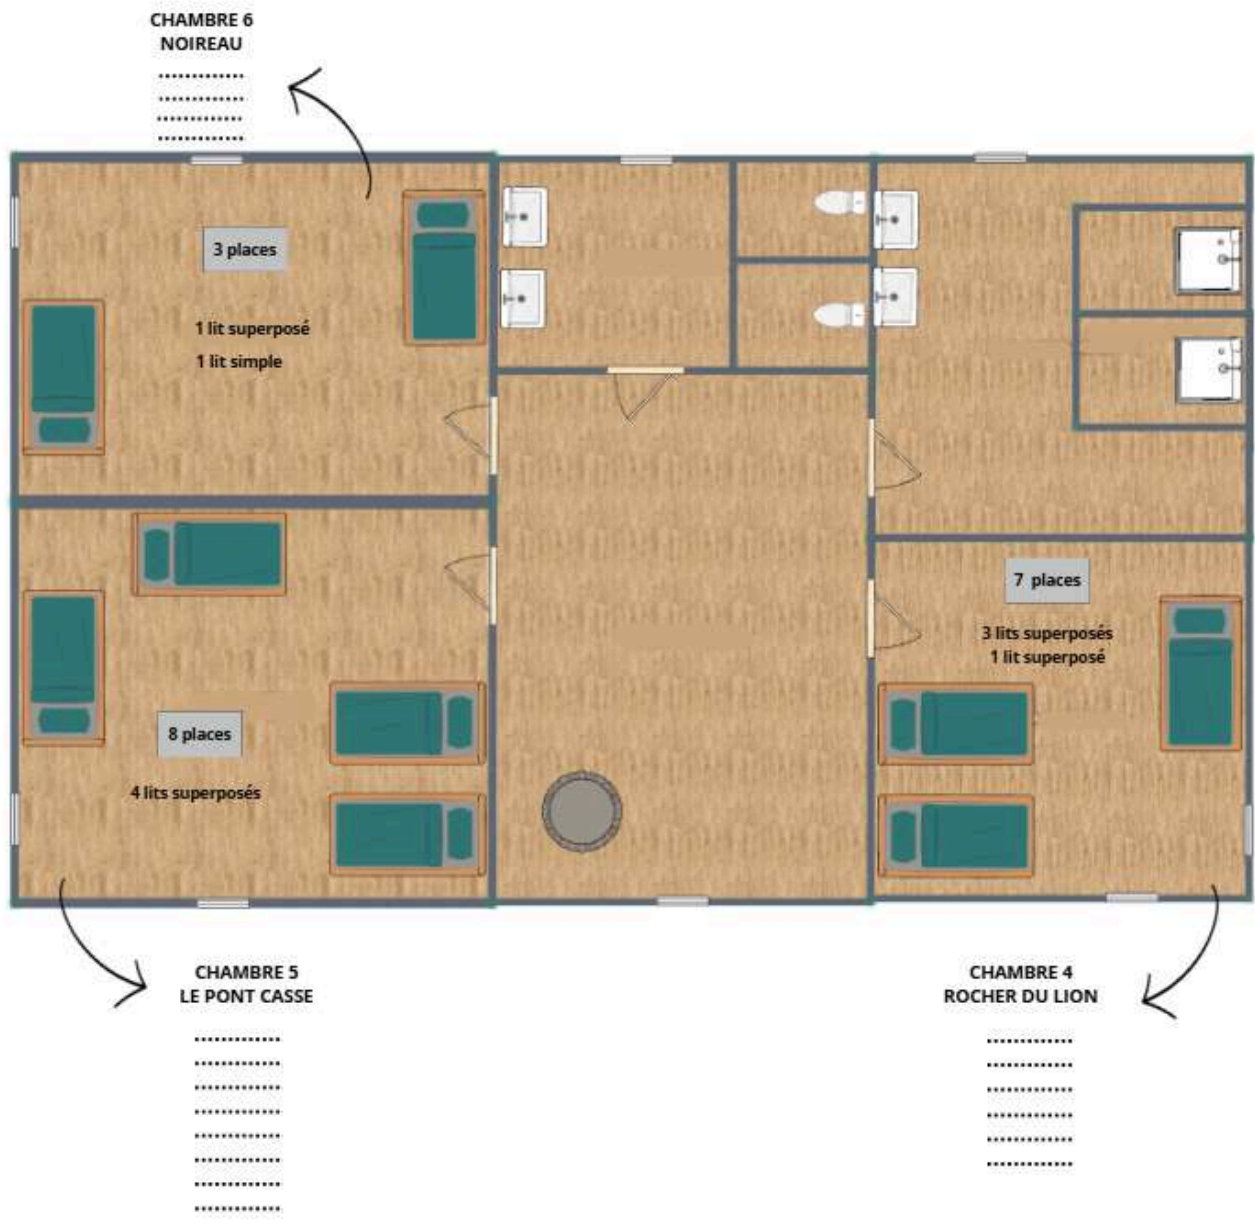 CHAMBRE 6
NOIREAU
.............
.............
.............
.............
3 places
1 lit superposé
1 lit simple
7 places
3 lits superposés
1 lit superposé
8 places
4 lits superposés
CHAMBRE 5
LE PONT CASSE
.............
.............
.............
.............
.............
.............
.............
.............
CHAMBRE 4
ROCHER DU LION
.............
.............
.............
.............
.............
.............